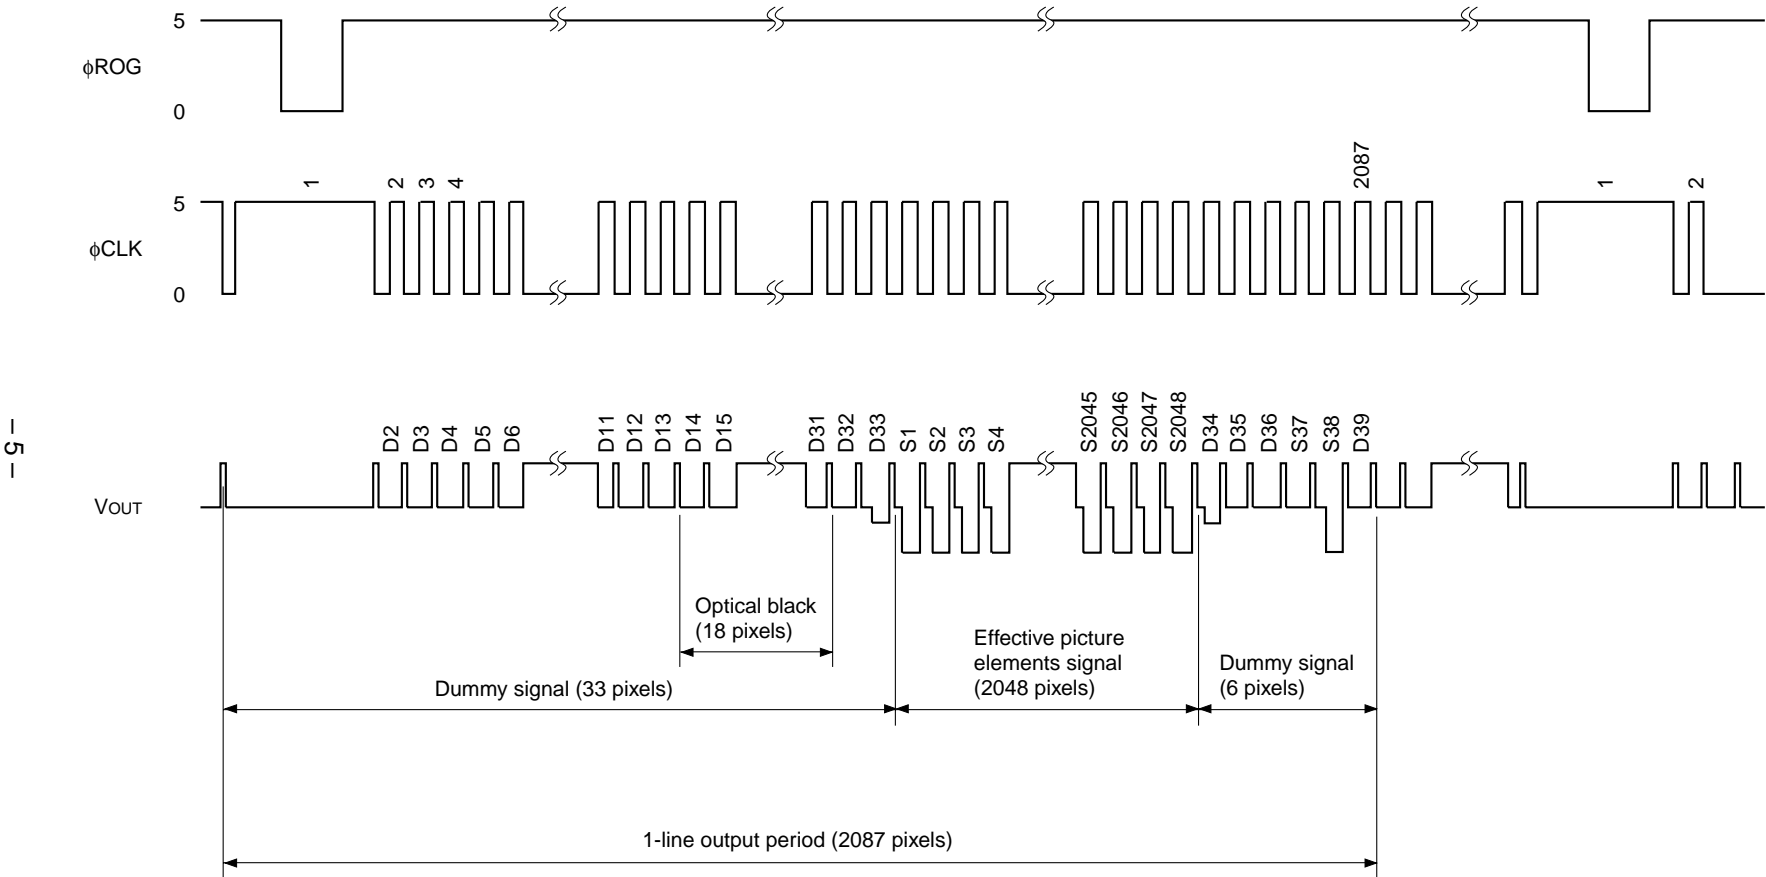 5
φROG
0
1
2
3
4
2087
1
2
5
φCLK
0
D2
D3
D4
D5
D6
D11
D12
D13
D14
D15
D31
D32
D33
S1
S2
S3
S4
S2045
S2046
S2047
S2048
D34
D35
D36
S37
S38
D39
VOUT
– 5 –
Optical black
(18 pixels)
Effective picture
elements signal
(2048 pixels)
Dummy signal
(6 pixels)
Dummy signal (33 pixels)
1-line output period (2087 pixels)